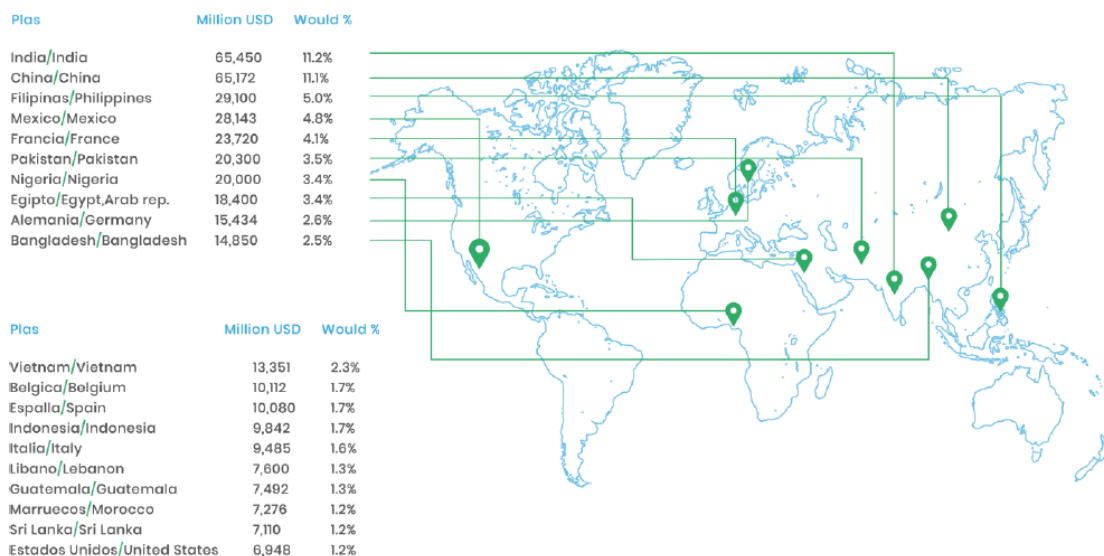 Plas Million USD Would %
India/India 65,450 11.2%
China/China 65,172 11.1%
Filipinas/Philippines 29,100 5.0%
Mexico/Mexico 28,143 4.8%
Francia/France 23,720 4.1%
Pakistan/Pakistan 20,300 3.5%
Nigeria/Nigeria 20,000 3.4%
Egipto/Egypt,Arab rep. 18,400 3.4%
Alemania/Germany 15,434 2.6%
Bangladesh/Bangladesh 14,850 2.5%
Plas Million USD Would %
Vietnam/Vietnam 13,351 2.3%
Belgica/Belgium 10,112 1.7%
Espalla/Spain 10,080 1.7%
Indonesia/Indonesia 9,842 1.7%
Italia/Italy 9,485 1.6%
Libano/Lebanon 7,600 1.3%
Guatemala/Guatemala 7,492 1.3%
Marruecos/Morocco 7,276 1.2%
Sri Lanka/Sri Lanka 7,110 1.2%
Estados Unidos/United States 6,948 1.2%